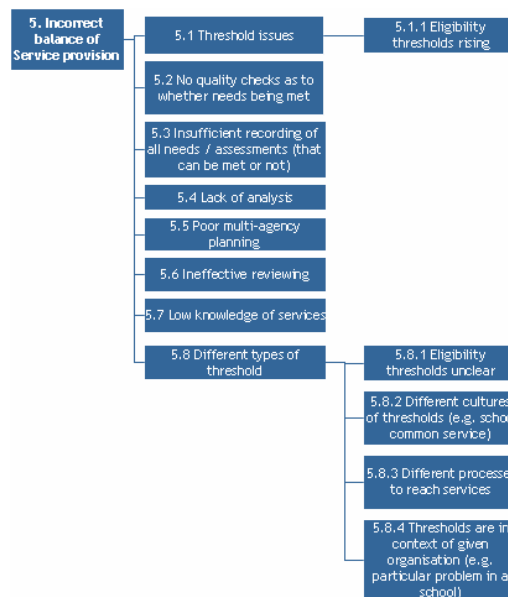 5. Incorrect
balance of
Service provision
5.1 Threshold issues
5.1.1 Eligibility
thresholds rising
5.2 No quality checks as to
whether needs being met
5.3 Insufficient recording of
all needs / assessments (that
can be met or not)
5.4 Lack of analysis
5.5 Poor multi-agency
planning
5.6 Ineffective reviewing
5.7 Low knowledge of services
5.8 Different types of
threshold
5.8.1 Eligibility
thresholds unclear
5.8.2 Different cultures
of thresholds (e.g. schoo
common service)
5.8.3 Different processe
to reach services
5.8.4 Thresholds are in
context of given
organisation (e.g.
particular problem in a
school)